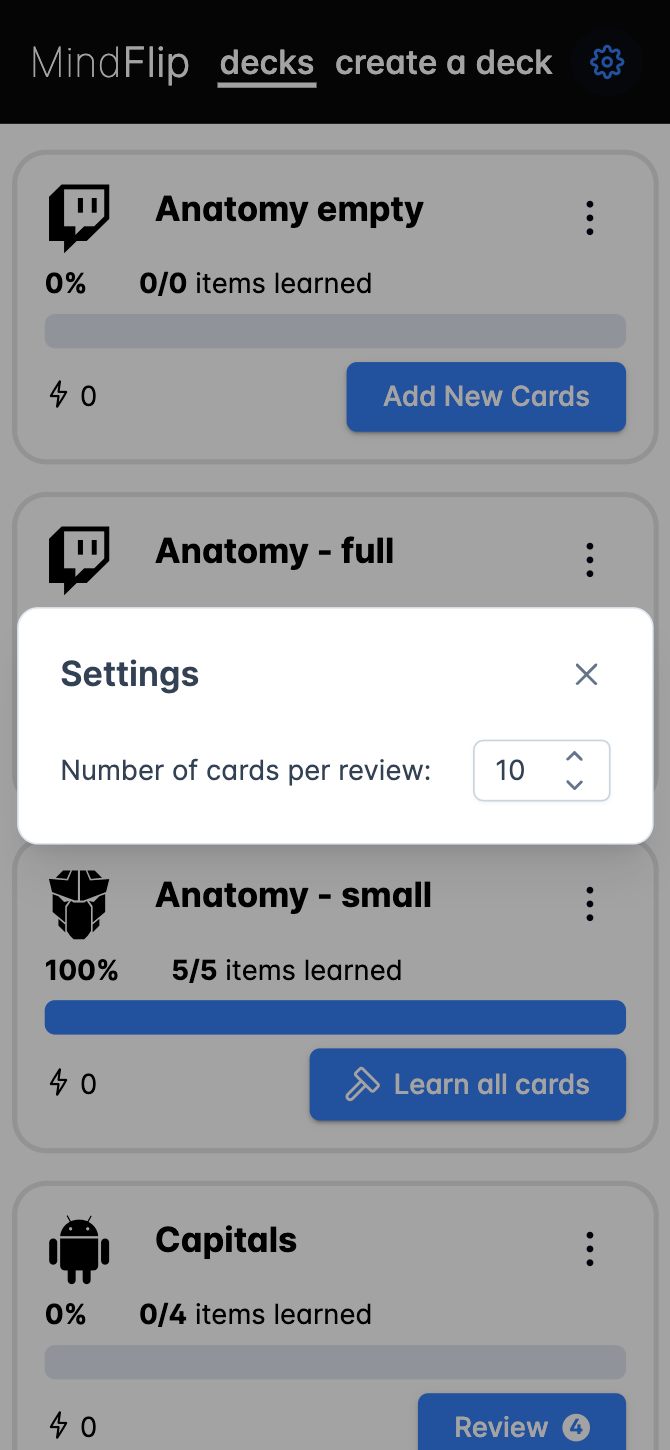 MindFlip decks create a deck
Anatomy empty
0% 0/0 items learned
0 Add New Cards
Anatomy - full
Settings
Number of cards per review: 10
Anatomy - small
100% 5/5 items learned
0 Learn all cards
Capitals
0% 0/4 items learned
0 Review 4